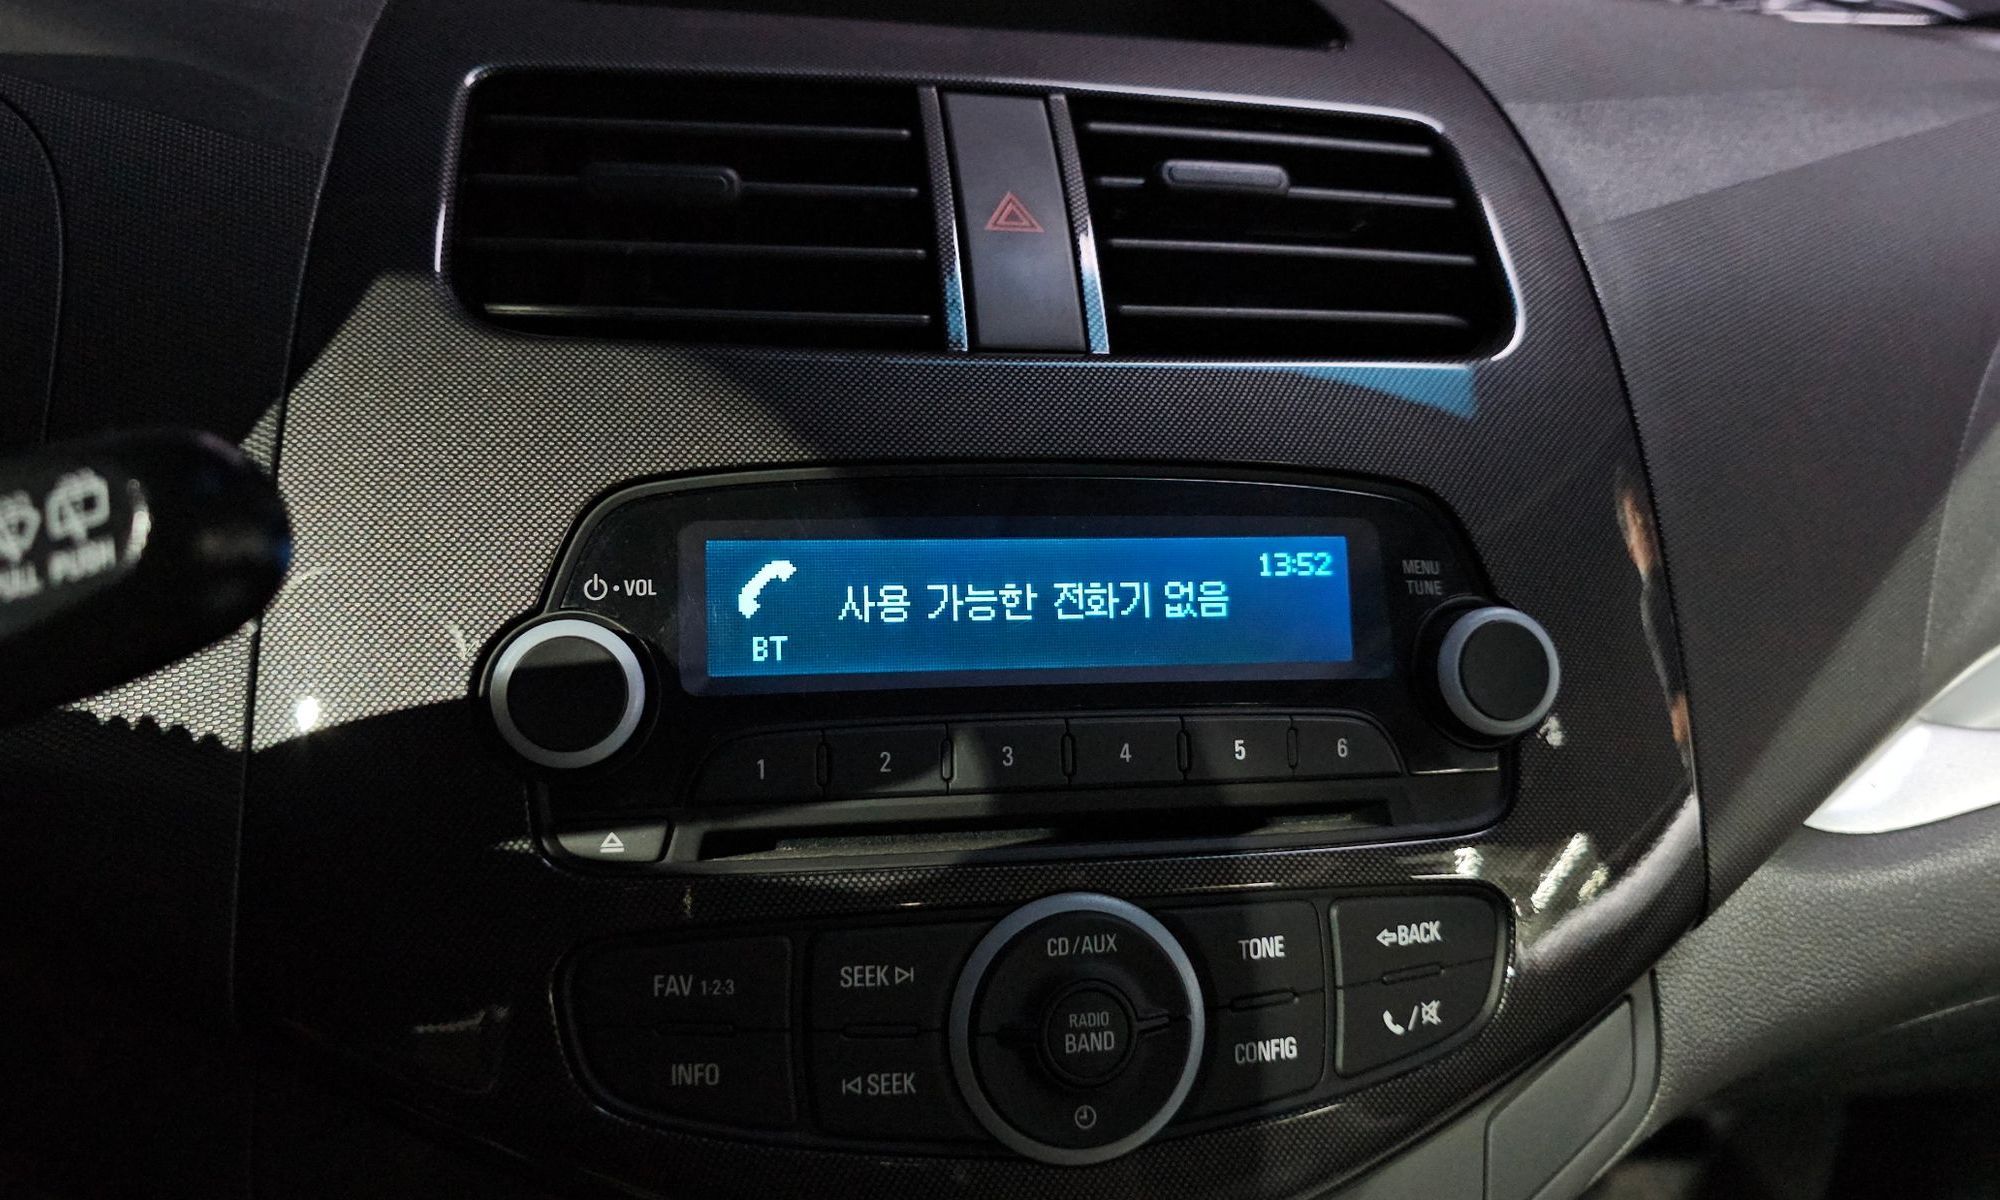 13:52
사용 가능한 전화기 없음
BT
VOL
MENU
TUNE
1 2 3 4 5 6
PUSH
FAV 1-2-3
SEEK
CD/AUX
TONE
BACK
RADIO
BAND
INFO
SEEK
CONFIG